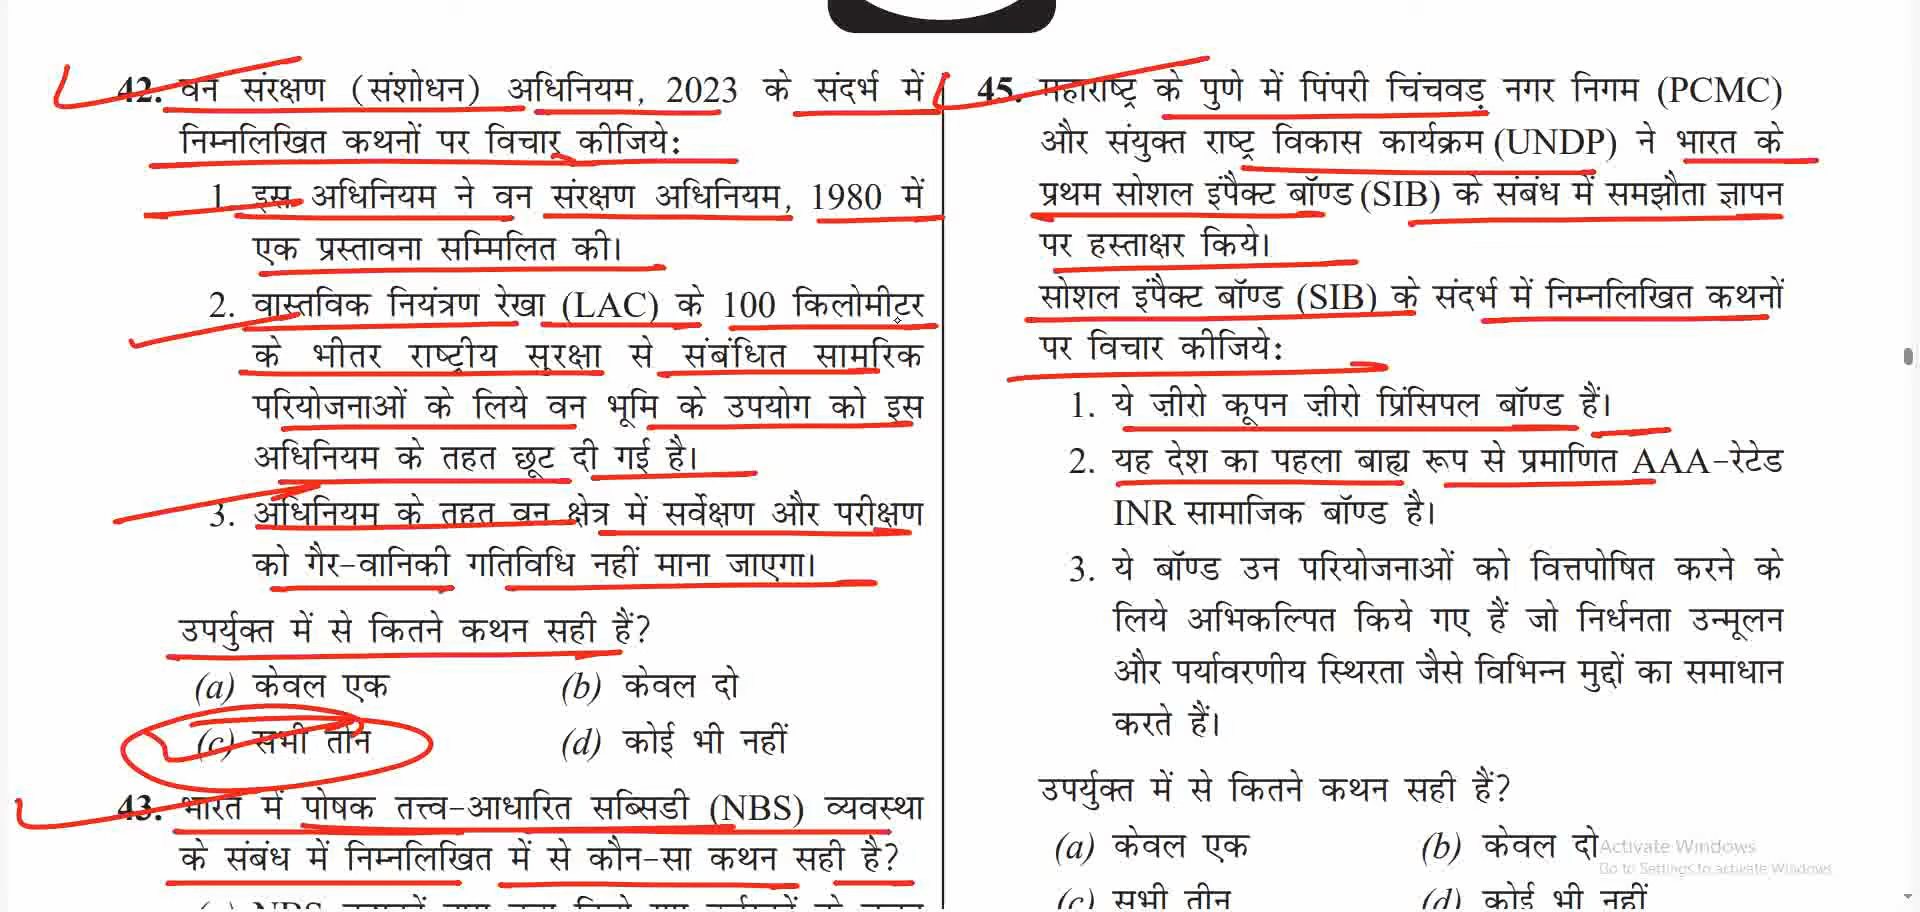 42. वन संरक्षण (संशोधन) अधिनियम, 2023 के संदर्भ में
निम्नलिखित कथनों पर विचार कीजिये:
1. इस अधिनियम ने वन संरक्षण अधिनियम, 1980 में
एक प्रस्तावना सम्मिलित की।
2. वास्तविक नियंत्रण रेखा (LAC) के 100 किलोमीटर
के भीतर राष्ट्रीय सुरक्षा से संबंधित सामरिक
परियोजनाओं के लिये वन भूमि के उपयोग को इस
अधिनियम के तहत छूट दी गई है।
3. अधिनियम के तहत वन क्षेत्र में सर्वेक्षण और परीक्षण
को गैर-वानिकी गतिविधि नहीं माना जाएगा।
उपर्युक्त में से कितने कथन सही हैं?
(a) केवल एक (b) केवल दो
(c) सभी तीन (d) कोई भी नहीं
43. भारत में पोषक तत्त्व-आधारित सब्सिडी (NBS) व्यवस्था
के संबंध में निम्नलिखित में से कौन-सा कथन सही है?
45. महाराष्ट्र के पुणे में पिंपरी चिंचवड़ नगर निगम (PCMC)
और संयुक्त राष्ट्र विकास कार्यक्रम (UNDP) ने भारत के
प्रथम सोशल इंपैक्ट बॉण्ड (SIB) के संबंध में समझौता ज्ञापन
पर हस्ताक्षर किये।
सोशल इंपैक्ट बॉण्ड (SIB) के संदर्भ में निम्नलिखित कथनों
पर विचार कीजिये:
1. ये ज़ीरो कूपन ज़ीरो प्रिंसिपल बॉण्ड हैं।
2. यह देश का पहला बाह्य रूप से प्रमाणित AAA-रेटेड
INR सामाजिक बॉण्ड है।
3. ये बॉण्ड उन परियोजनाओं को वित्तपोषित करने के
लिये अभिकल्पित किये गए हैं जो निर्धनता उन्मूलन
और पर्यावरणीय स्थिरता जैसे विभिन्न मुद्दों का समाधान
करते हैं।
उपर्युक्त में से कितने कथन सही हैं?
(a) केवल एक (b) केवल दो
(c) सभी तीन (d) कोई भी नहीं
Activate Windows
Go to Settings to activate Windows